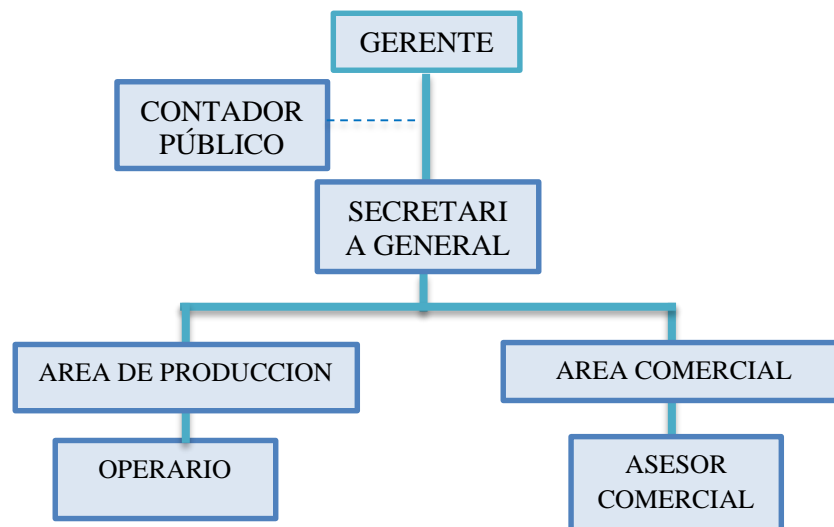 GERENTE
CONTADOR
PÚBLICO
SECRETARI
A GENERAL
AREA DE PRODUCCION
AREA COMERCIAL
OPERARIO
ASESOR
COMERCIAL